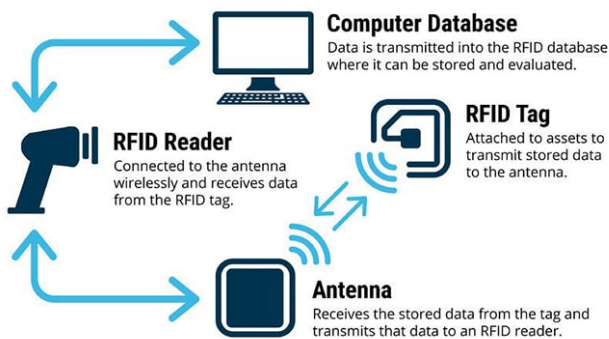 Computer Database
Data is transmitted into the RFID database
where it can be stored and evaluated.
RFID Tag
Attached to assets to
transmit stored data
to the antenna.
RFID Reader
Connected to the antenna
wirelessly and receives data
from the RFID tag.
Antenna
Receives the stored data from the tag and
transmits that data to an RFID reader.